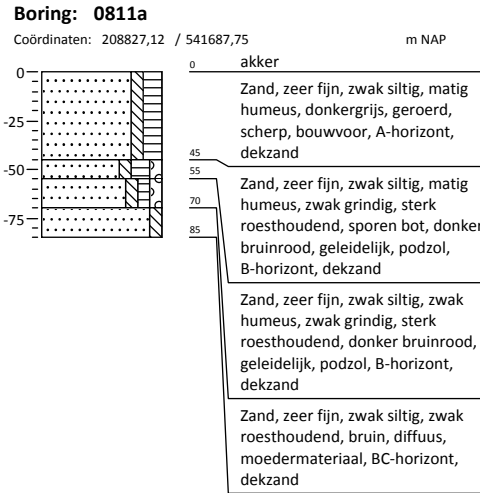 Boring: 0811a
Coördinaten: 208827,12 / 541687,75 m NAP
0
-25
-50
-75
0
45
55
70
85
akker
Zand, zeer fijn, zwak siltig, matig
humeus, donkergrijs, geroerd,
scherp, bouwvoor, A-horizont,
dekzand
Zand, zeer fijn, zwak siltig, matig
humeus, zwak grindig, sterk
roesthoudend, sporen bot, donker
bruinrood, geleidelijk, podzol,
B-horizont, dekzand
Zand, zeer fijn, zwak siltig, zwak
humeus, zwak grindig, sterk
roesthoudend, donker bruinrood,
geleidelijk, podzol, B-horizont,
dekzand
Zand, zeer fijn, zwak siltig, zwak
roesthoudend, bruin, diffuus,
moedermateriaal, BC-horizont,
dekzand